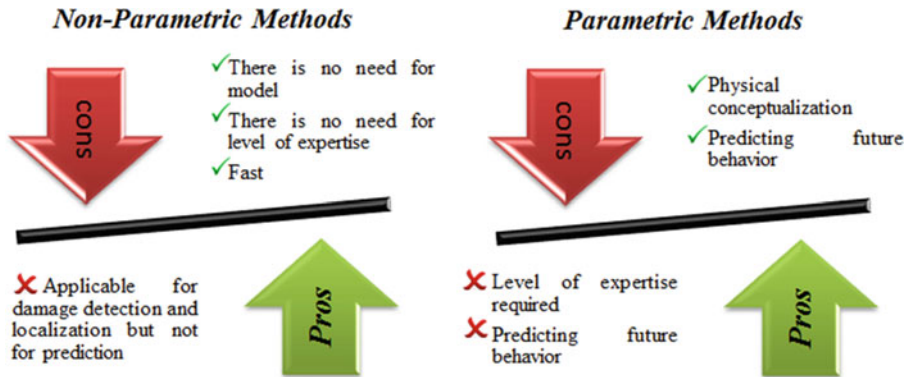 Non-Parametric Methods
cons
There is no need for
model
There is no need for
level of expertise
Fast
Applicable for
damage detection and
localization but not
for prediction
Pros
Parametric Methods
cons
Physical
conceptualization
Predicting future
behavior
Level of expertise
required
Predicting future
behavior
Pros